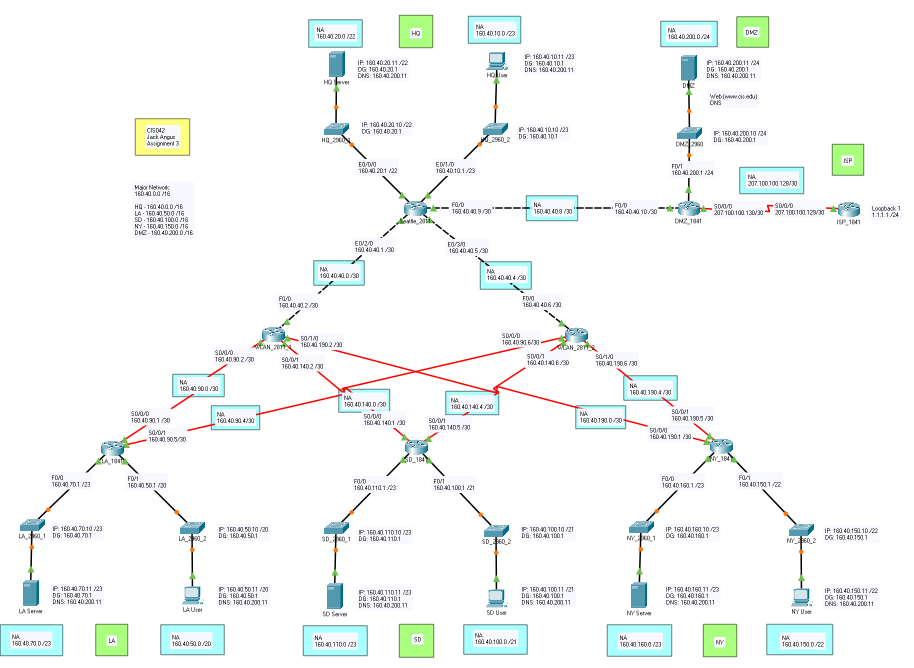 NA
160.40.20.0 /22
HQ
NA
160.40.10.0 /23
NA
160.40.200.0 /24
DMZ
IP: 160.40.20.11 /22
DG: 160.40.20.1
DNS: 160.40.200.11
HQ Server
IP: 160.40.10.11 /23
DG: 160.40.10.1
DNS: 160.40.200.11
HQ User
IP: 160.40.200.11 /24
DG: 160.40.200.1
DNS: 160.40.200.11
DMZ
Web (www.cis.edu)
DNS
CIS042
Jack Angus
Assignment 3
IP: 160.40.20.10 /22
DG: 160.40.20.1
HQ_2960_1
IP: 160.40.10.10 /23
DG: 160.40.10.1
HQ_2960_2
IP: 160.40.200.10 /24
DG: 160.40.200.1
DMZ_2960
ISP
E0/0/0
160.40.20.1 /22
E0/1/0
160.40.10.1 /23
F0/1
160.40.200.1 /24
NA
207.100.100.128/30
Major Network:
160.40.0.0 /16
HQ - 160.40.0.0 /16
LA - 160.40.50.0 /16
SD - 160.40.100.0 /16
NY - 160.40.150.0 /16
DMZ - 160.40.200.0 /16
Seattle_2811
F0/0/0
160.40.40.9 /30
NA
160.40.40.8 /30
F0/0/0
160.40.40.10 /30
DMZ_1841
S0/0/0
207.100.100.130/30
S0/0/0
207.100.100.129/30
ISP_1841
Loopback 1
1.1.1.1 /24
E0/2/0
160.40.40.1 /30
E0/3/0
160.40.40.5 /30
NA
160.40.40.0 /30
NA
160.40.40.4 /30
F0/0
160.40.40.2 /30
F0/0
160.40.40.6 /30
WLAN_2811_1
WLAN_2811_2
S0/0/0
160.40.90.2 /30
S0/0/1
160.40.140.2 /30
S0/1/0
160.40.190.2 /30
S0/0/0
160.40.90.6/30
S0/0/1
160.40.140.6 /30
S0/1/0
160.40.190.6 /30
NA
160.40.90.0 /30
NA
160.40.90.4/30
NA
160.40.140.0 /30
NA
160.40.140.4 /30
NA
160.40.190.0 /30
NA
160.40.190.4 /30
S0/0/0
160.40.90.1 /30
S0/0/1
160.40.90.5/30
LA_1841
S0/0/0
160.40.140.1 /30
S0/0/1
160.40.140.5 /30
SD_1841
S0/0/1
160.40.190.5 /30
S0/0/0
160.40.190.1 /30
NY_1841
F0/0
160.40.70.1 /23
F0/1
160.40.50.1 /20
F0/0
160.40.110.1 /23
F0/1
160.40.100.1 /21
F0/0
160.40.160.1 /23
F0/1
160.40.150.1 /22
LA_2960_1
IP: 160.40.70.10 /23
DG: 160.40.70.1
LA_2960_2
IP: 160.40.50.10 /20
DG: 160.40.50.1
SD_2960_1
IP: 160.40.110.10 /23
DG: 160.40.110.1
SD_2960_2
IP: 160.40.100.10 /21
DG: 160.40.100.1
NY_2960_1
IP: 160.40.160.10 /23
DG: 160.40.160.1
NY_2960_2
IP: 160.40.150.10 /22
DG: 160.40.150.1
LA Server
IP: 160.40.70.11 /23
DG: 160.40.70.1
DNS: 160.40.200.11
LA User
IP: 160.40.50.11 /20
DG: 160.40.50.1
DNS: 160.40.200.11
SD Server
IP: 160.40.110.11 /23
DG: 160.40.110.1
DNS: 160.40.200.11
SD User
IP: 160.40.100.11 /21
DG: 160.40.100.1
DNS: 160.40.200.11
NY Server
IP: 160.40.160.11 /23
DG: 160.40.160.1
DNS: 160.40.200.11
NY User
IP: 160.40.150.11 /22
DG: 160.40.150.1
DNS: 160.40.200.11
NA
160.40.70.0 /23
LA
NA
160.40.50.0 /20
NA
160.40.110.0 /23
SD
NA
160.40.100.0 /21
NA
160.40.160.0 /23
NY
NA
160.40.150.0 /22